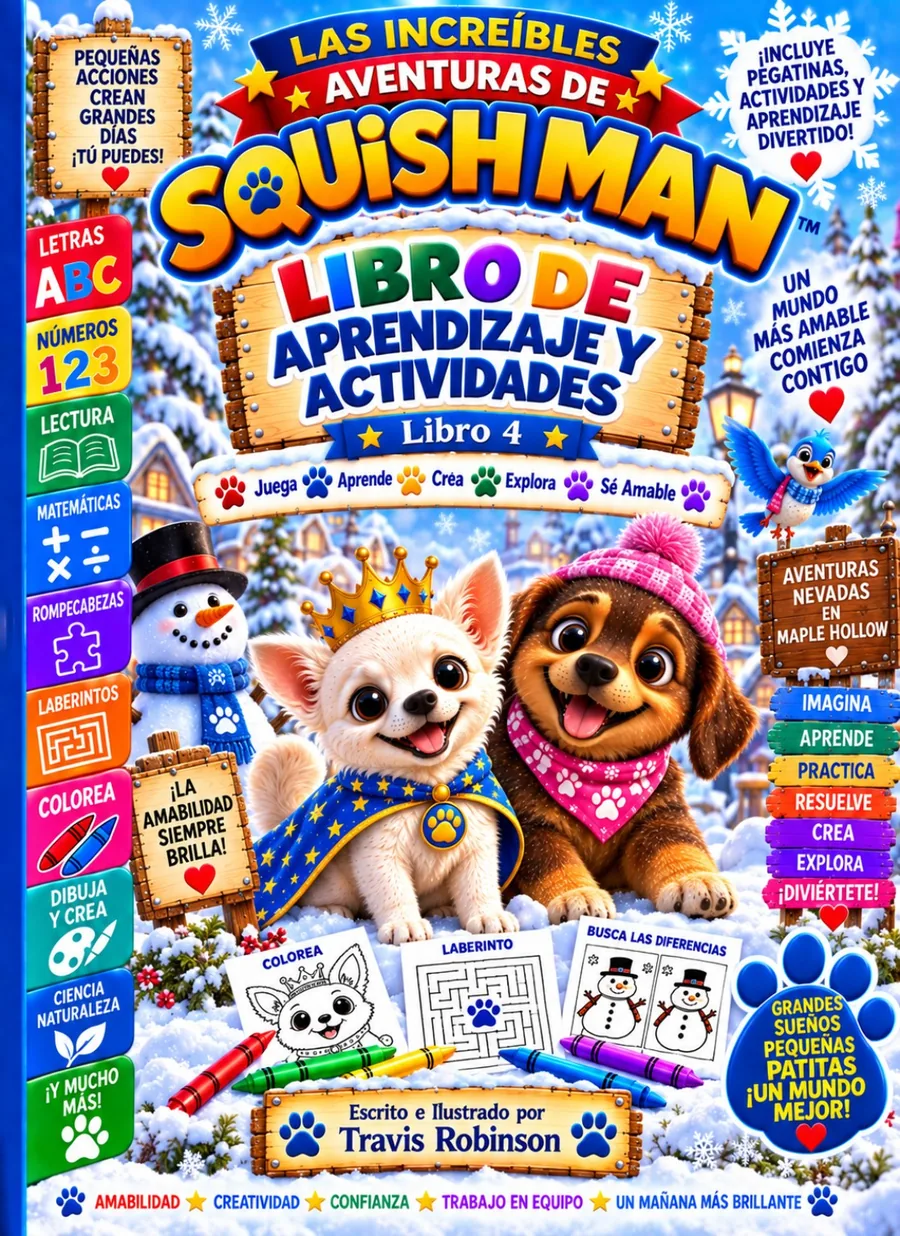 LAS INCREÍBLES
AVENTURAS DE
SQUiSH MAN™
LIBRO DE
APRENDIZAJE Y
ACTIVIDADES
Libro 4
Juega Aprende Crea Explora Sé Amable
PEQUEÑAS
ACCIONES
CREAN
GRANDES
DÍAS
¡TÚ PUEDES!
¡INCLUYE
PEGATINAS,
ACTIVIDADES Y
APRENDIZAJE
DIVERTIDO!
UN
MUNDO
MÁS AMABLE
COMIENZA
CONTIGO
LETRAS
ABC
NÚMEROS
123
LECTURA
MATEMÁTICAS
+ −
× ÷
ROMPECABEZAS
LABERINTOS
COLOREA
DIBUJA
Y CREA
CIENCIA
NATURALEZA
¡Y MUCHO
MÁS!
¡LA
AMABILIDAD
SIEMPRE
BRILLA!
AVENTURAS
NEVADAS
EN
MAPLE HOLLOW
IMAGINA
APRENDE
PRACTICA
RESUELVE
CREA
EXPLORA
¡DIVIÉRTETE!
COLOREA
LABERINTO
BUSCA LAS DIFERENCIAS
GRANDES
SUEÑOS
PEQUEÑAS
PATITAS
¡UN MUNDO
MEJOR!
Escrito e Ilustrado por
Travis Robinson
AMABILIDAD CREATIVIDAD CONFIANZA TRABAJO EN EQUIPO UN MAÑANA MÁS BRILLANTE